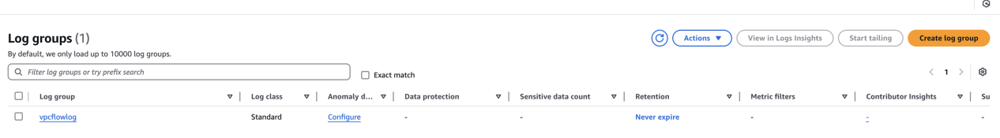 Log groups (1)
Actions ▼
View in Logs Insights
Start tailing
Create log group
By default, we only load up to 10000 log groups.
Filter log groups or try prefix search
Exact match
1
Log group
Log class
Anomaly d...
Data protection
Sensitive data count
Retention
Metric filters
Contributor Insights
Su
vpcflowlog
Standard
Configure
-
-
Never expire
-
-
-